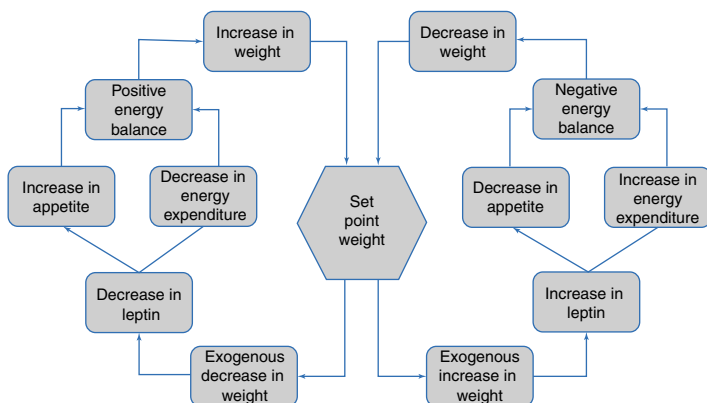 Increase in
weight
Decrease in
weight
Positive
energy
balance
Negative
energy
balance
Increase in
appetite
Decrease in
energy
expenditure
Set
point
weight
Decrease in
appetite
Increase in
energy
expenditure
Decrease in
leptin
Increase in
leptin
Exogenous
decrease in
weight
Exogenous
increase in
weight